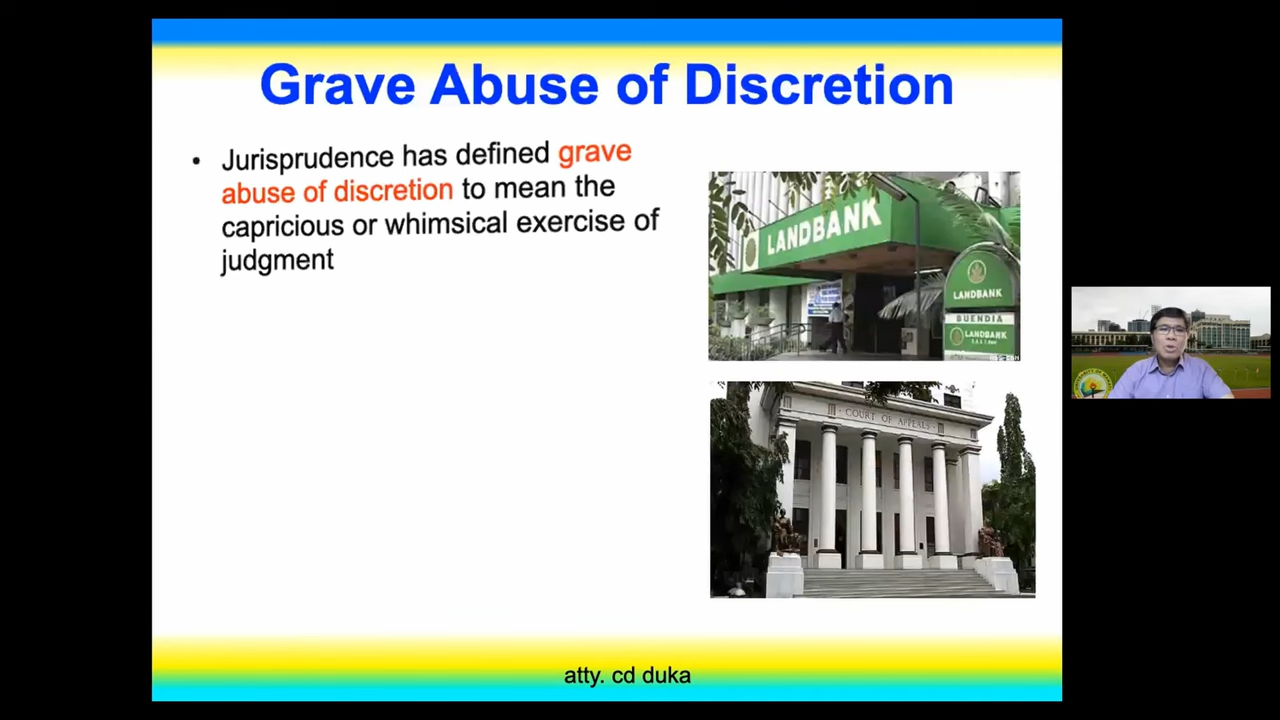 Grave Abuse of Discretion
• Jurisprudence has defined grave
abuse of discretion to mean the
capricious or whimsical exercise of
judgment
LANDBANK
LANDBANK
BUENDIA
LANDBANK
COURT OF APPEALS
atty. cd duka